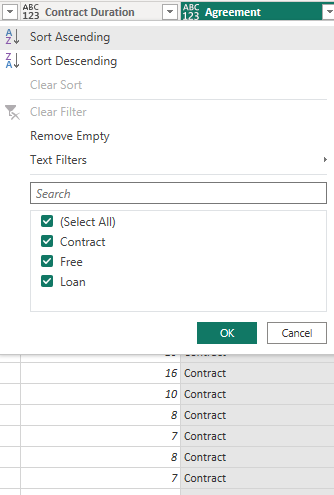 ABC 123 Contract Duration ABC 123 Agreement
A Z Sort Ascending
Z A Sort Descending
Clear Sort
Clear Filter
Remove Empty
Text Filters
Search
(Select All)
Contract
Free
Loan
OK Cancel
Contract
16 Contract
10 Contract
8 Contract
7 Contract
8 Contract
7 Contract